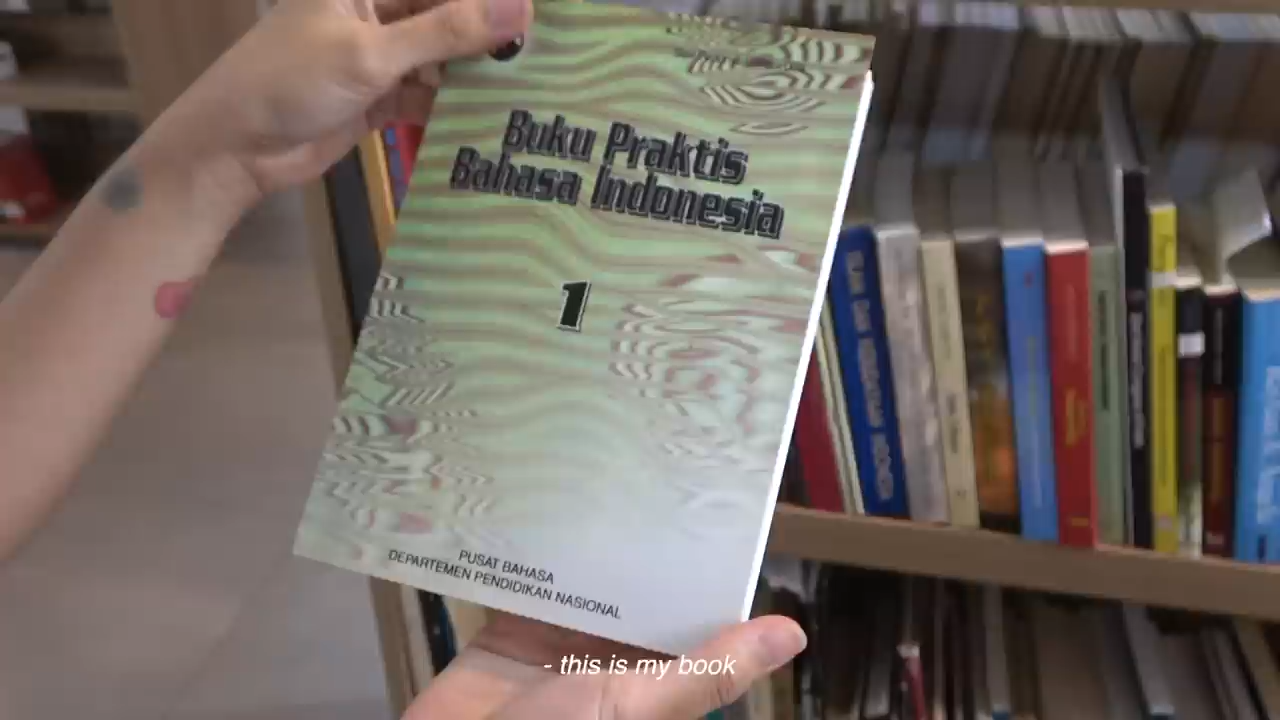 Buku Praktis
Bahasa Indonesia
1
PUSAT BAHASA
DEPARTEMEN PENDIDIKAN NASIONAL
- this is my book